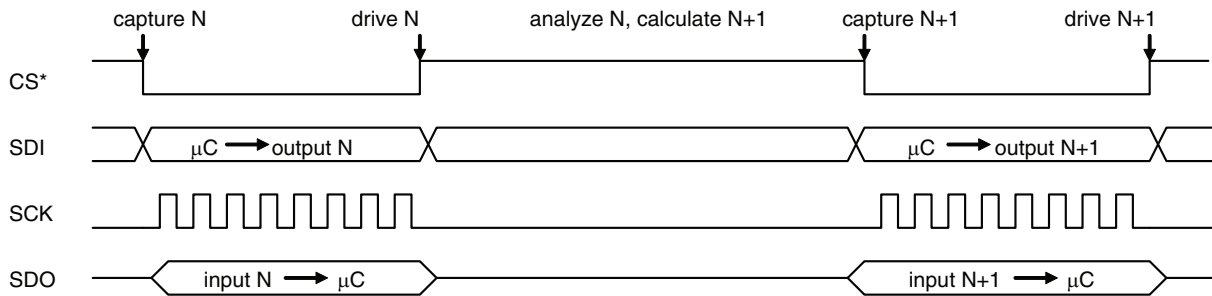 capture N drive N analyze N, calculate N+1 capture N+1 drive N+1
CS*
SDI μC → output N μC → output N+1
SCK
SDO input N → μC input N+1 → μC